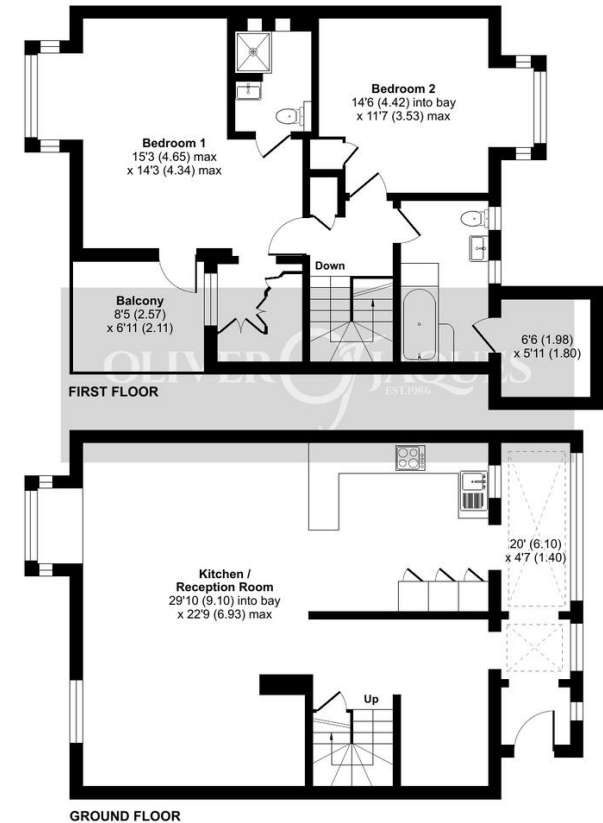 Bedroom 1
15'3 (4.65) max
x 14'3 (4.34) max
Bedroom 2
14'6 (4.42) into bay
x 11'7 (3.53) max
Down
Balcony
8'5 (2.57)
x 6'11 (2.11)
6'6 (1.98)
x 5'11 (1.80)
OLIVER JAQUES
EST.1986
FIRST FLOOR
Kitchen /
Reception Room
29'10 (9.10) into bay
x 22'9 (6.93) max
20' (6.10)
x 4'7 (1.40)
Up
GROUND FLOOR